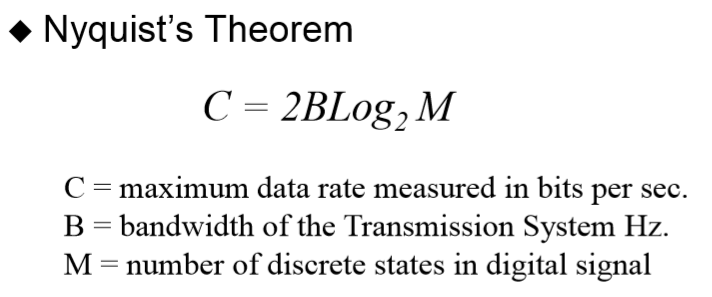 ◆ Nyquist's Theorem
C = 2BLog₂ M
C = maximum data rate measured in bits per sec.
B = bandwidth of the Transmission System Hz.
M = number of discrete states in digital signal